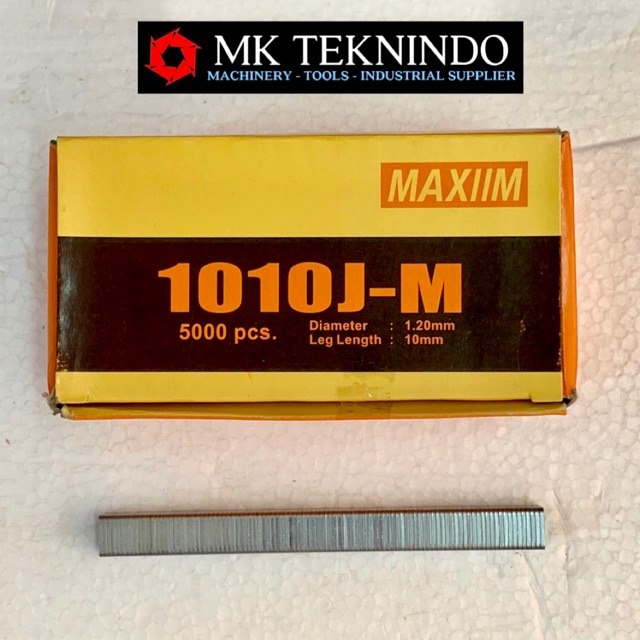 MK TEKNINDO
MACHINERY - TOOLS - INDUSTRIAL SUPPLIER
MAXIIM
1010J-M
5000 pcs.
Diameter : 1.20mm
Leg Length : 10mm